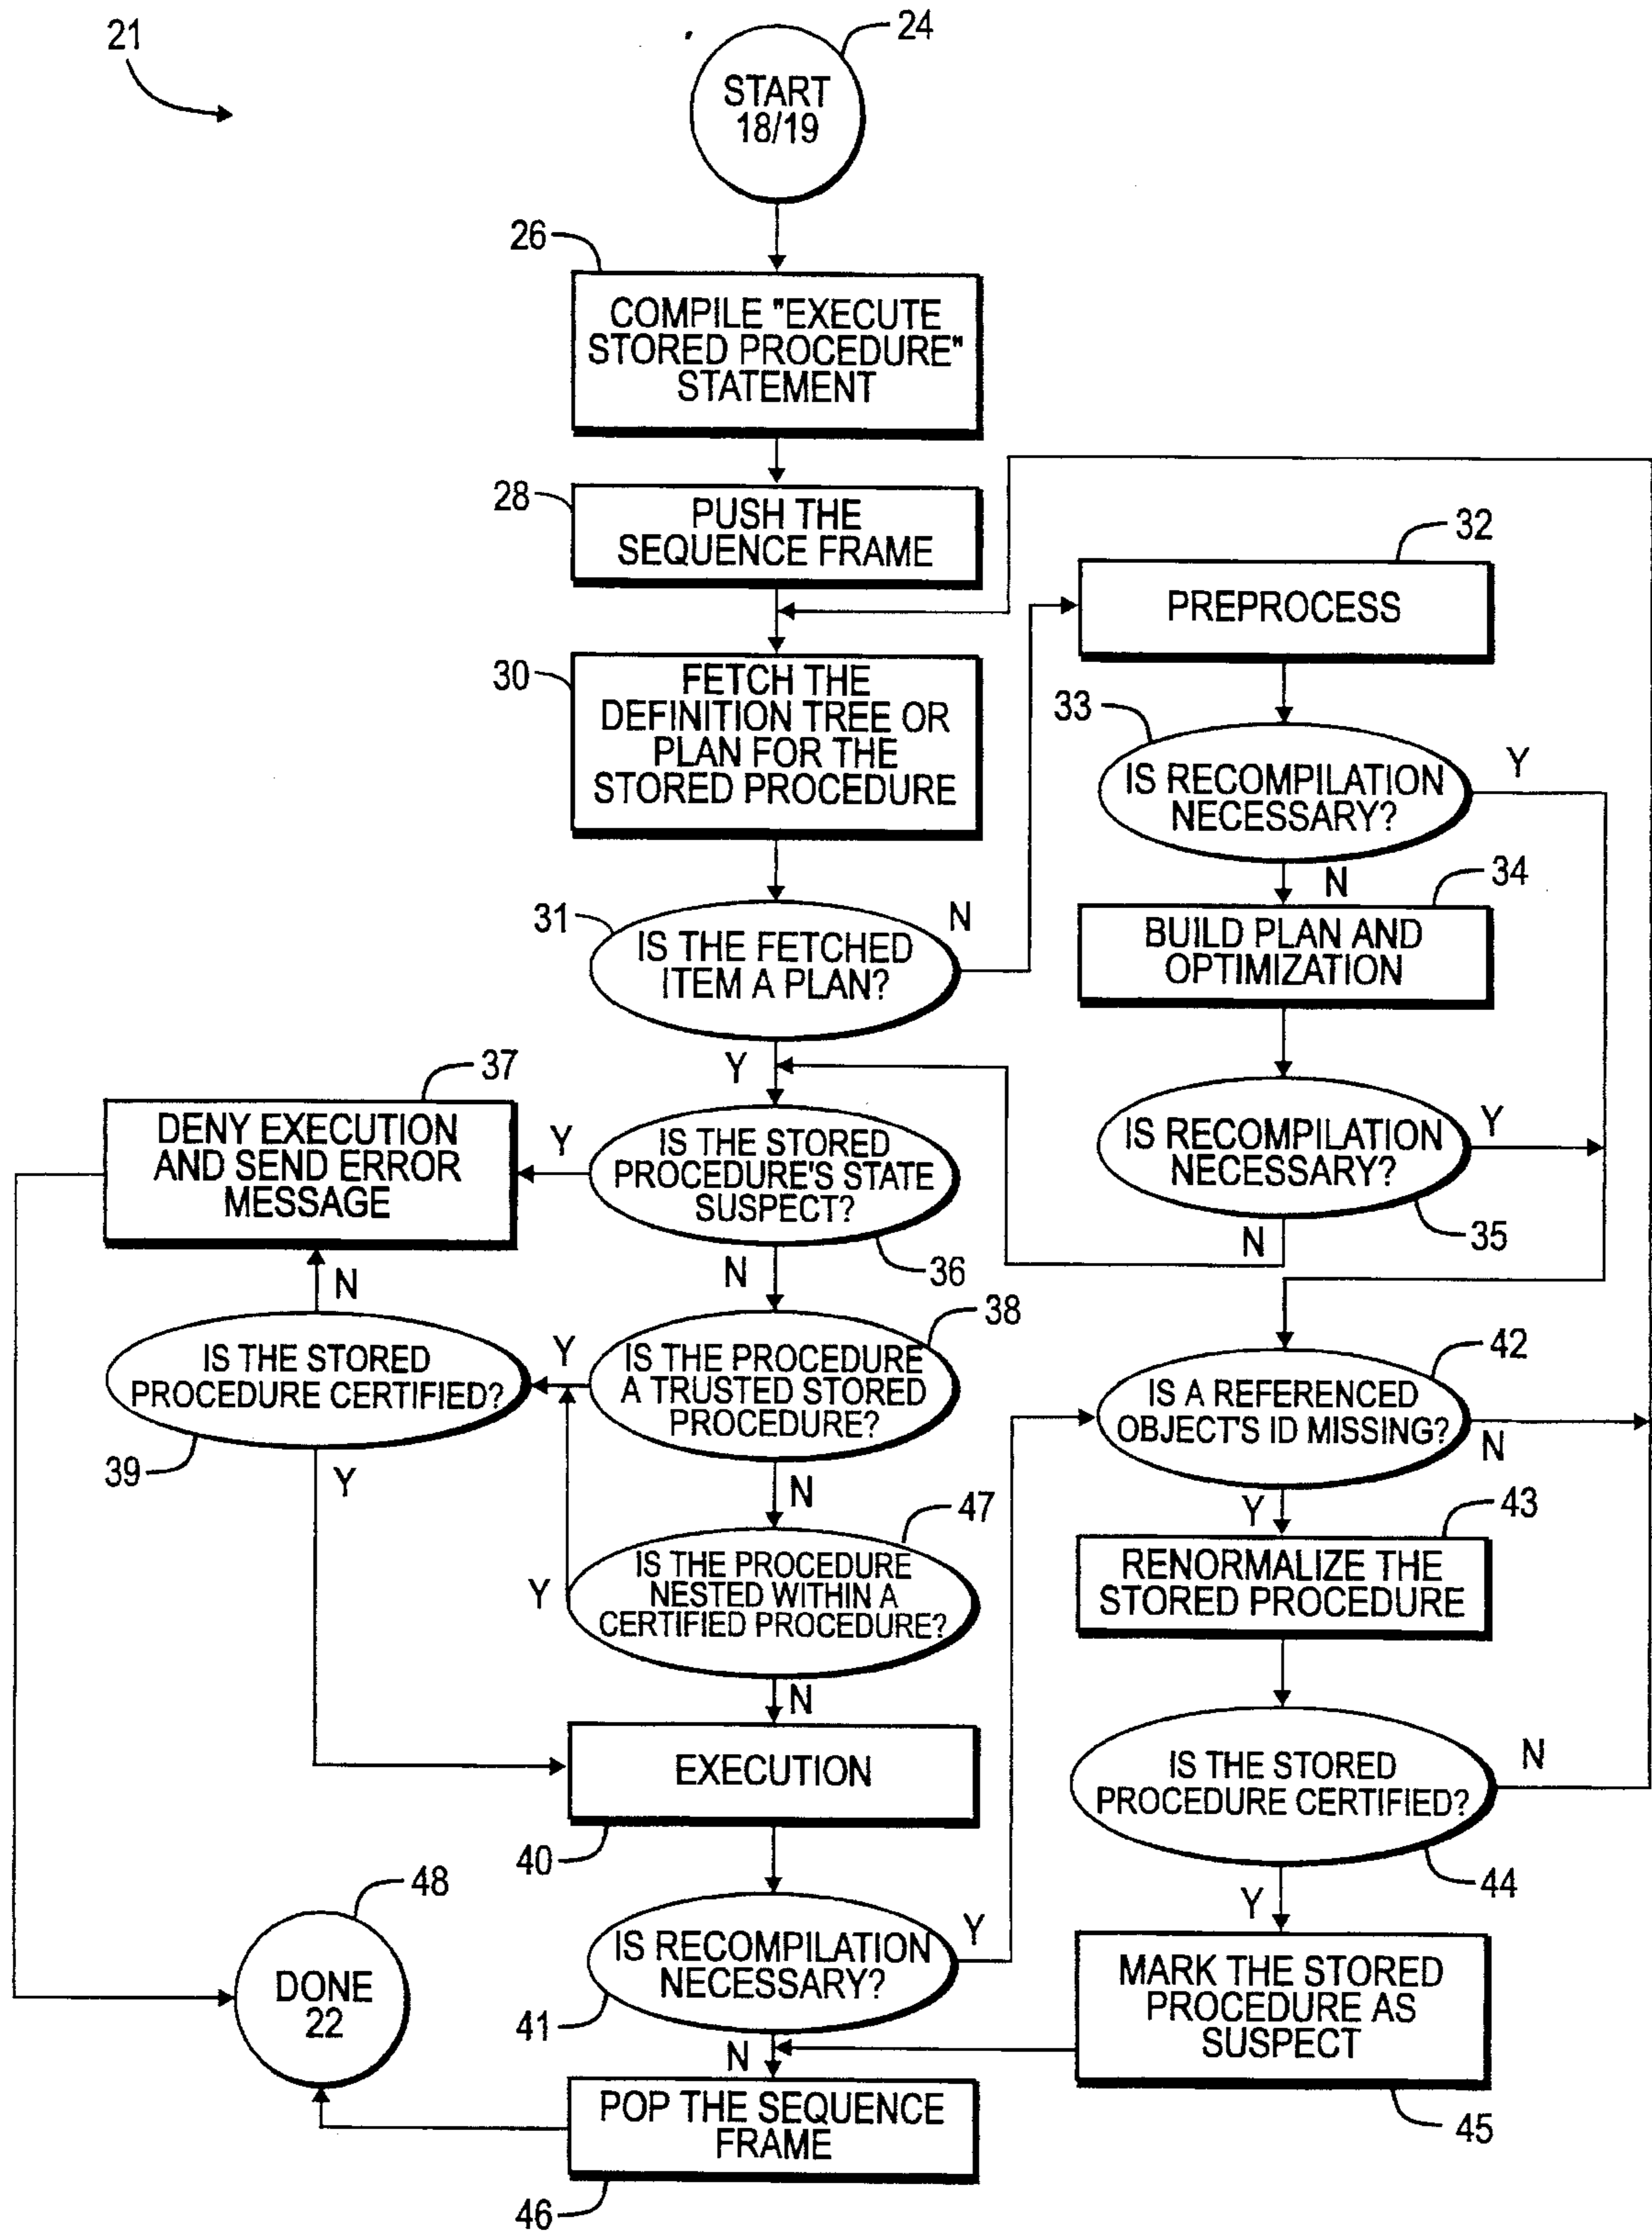 21
24
START
18/19
26
COMPILE "EXECUTE
STORED PROCEDURE"
STATEMENT
28
PUSH THE
SEQUENCE FRAME
32
PREPROCESS
30
FETCH THE
DEFINITION TREE OR
PLAN FOR THE
STORED PROCEDURE
33
IS RECOMPILATION
NECESSARY?
Y
N
34
BUILD PLAN AND
OPTIMIZATION
31
IS THE FETCHED
ITEM A PLAN?
N
Y
IS RECOMPILATION
NECESSARY?
Y
N
35
37
DENY EXECUTION
AND SEND ERROR
MESSAGE
Y
IS THE STORED
PROCEDURE'S STATE
SUSPECT?
36
N
N
38
IS THE STORED
PROCEDURE CERTIFIED?
39
Y
Y
IS THE PROCEDURE
A TRUSTED STORED
PROCEDURE?
N
42
IS A REFERENCED
OBJECT'S ID MISSING?
N
Y
43
RENORMALIZE THE
STORED PROCEDURE
47
IS THE PROCEDURE
NESTED WITHIN A
CERTIFIED PROCEDURE?
Y
N
EXECUTION
40
IS THE STORED
PROCEDURE CERTIFIED?
N
44
Y
48
DONE
22
IS RECOMPILATION
NECESSARY?
Y
41
N
MARK THE STORED
PROCEDURE AS
SUSPECT
45
POP THE SEQUENCE
FRAME
46